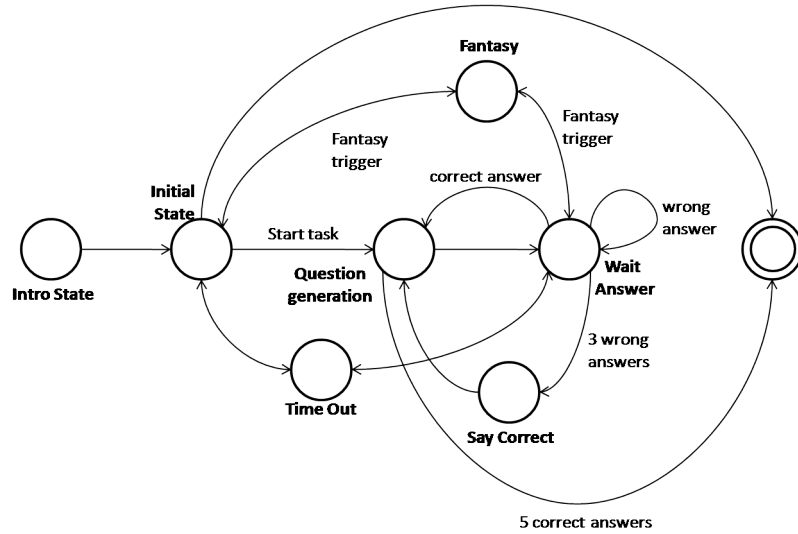 Fantasy
Fantasy
trigger
Fantasy
trigger
correct answer
Initial
State
wrong
answer
Start task
Question
generation
Wait
Answer
Intro State
3 wrong
answers
Time Out
Say Correct
5 correct answers